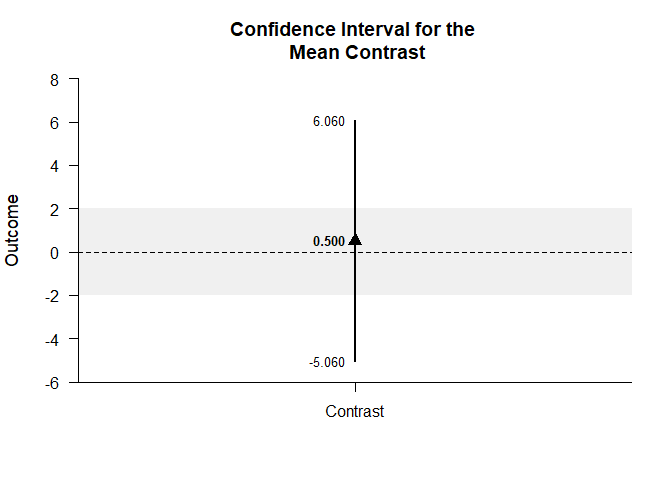 Confidence Interval for the
Mean Contrast
8
6
4
2
0
-2
-4
-6
Outcome
6.060
0.500
-5.060
Contrast